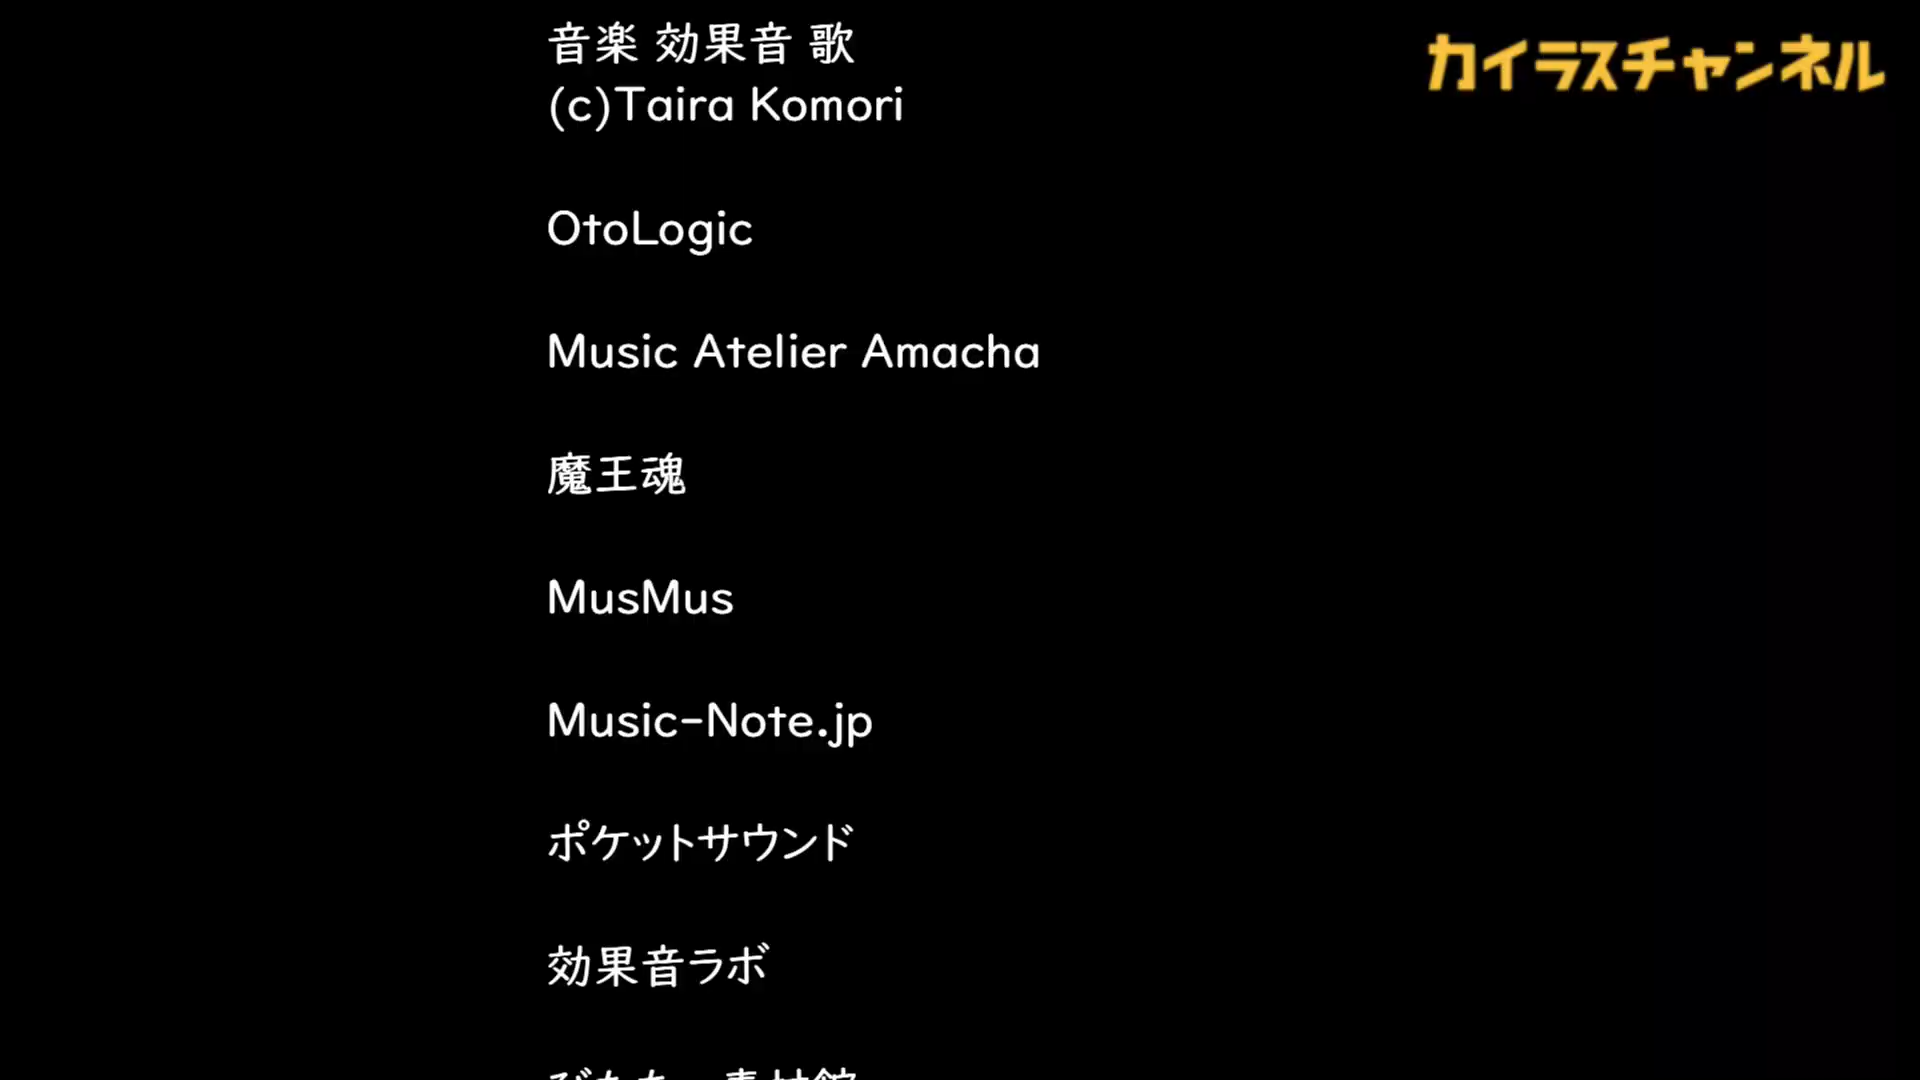 音楽 効果音 歌
カイラスチャンネル
(c)Taira Komori
OtoLogic
Music Atelier Amacha
魔王魂
MusMus
Music-Note.jp
ポケットサウンド
効果音ラボ